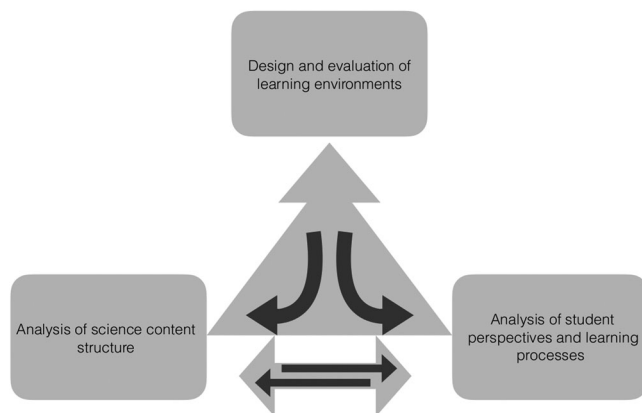 Design and evaluation of
learning environments
Analysis of science content
structure
Analysis of student
perspectives and learning
processes